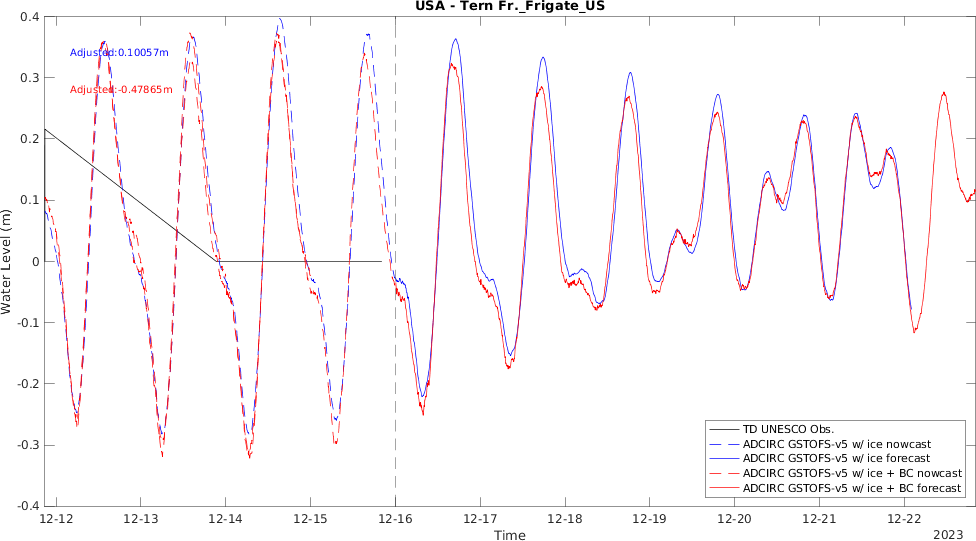 USA - Tern Fr._Frigate_US
0.4
Adjusted:0.10057m
0.3
Adjusted:-0.47865m
0.2
0.1
0
-0.1
-0.2
-0.3
-0.4
Water Level (m)
TD UNESCO Obs.
ADCIRC GSTOFS-v5 w/ ice nowcast
ADCIRC GSTOFS-v5 w/ ice forecast
ADCIRC GSTOFS-v5 w/ ice + BC nowcast
ADCIRC GSTOFS-v5 w/ ice + BC forecast
12-12 12-13 12-14 12-15 12-16 12-17 12-18 12-19 12-20 12-21 12-22
Time
2023